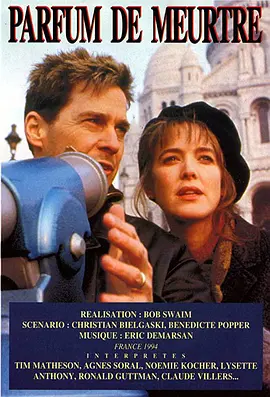 PARFUM DE MEURTRE
REALISATION : BOB SWAIM
SCENARIO : CHRISTIAN BIELGASKI, BENEDICTE POPPER
MUSIQUE : ERIC DEMARSAN
FRANCE 1994
INTERPRETES
TIM MATHESON, AGNES SORAL, NOEMIE KOCHER, LYSETTE
ANTHONY, RONALD GUTTMAN, CLAUDE VILLERS...